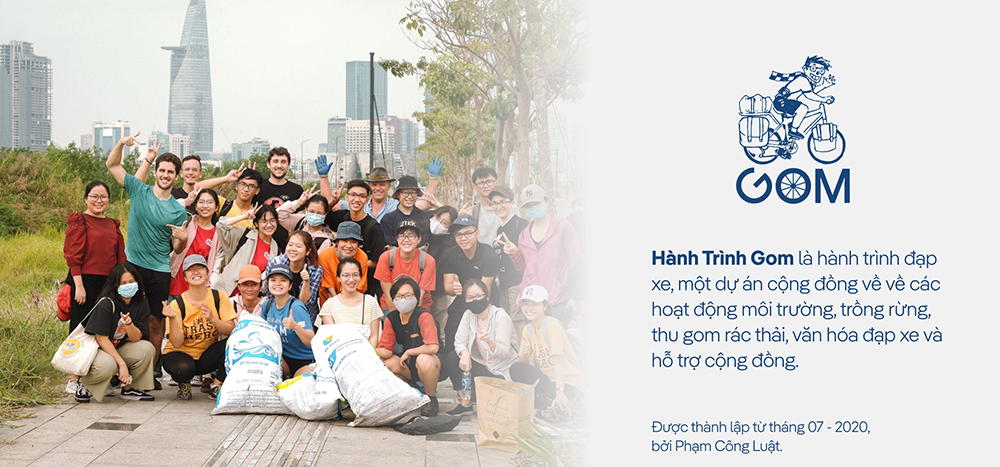 GOM
Hành Trình Gom là hành trình đạp
xe, một dự án cộng đồng về về các
hoạt động môi trường, trồng rừng,
thu gom rác thải, văn hóa đạp xe và
hỗ trợ cộng đồng.
Được thành lập từ tháng 07 - 2020,
bởi Phạm Công Luật.